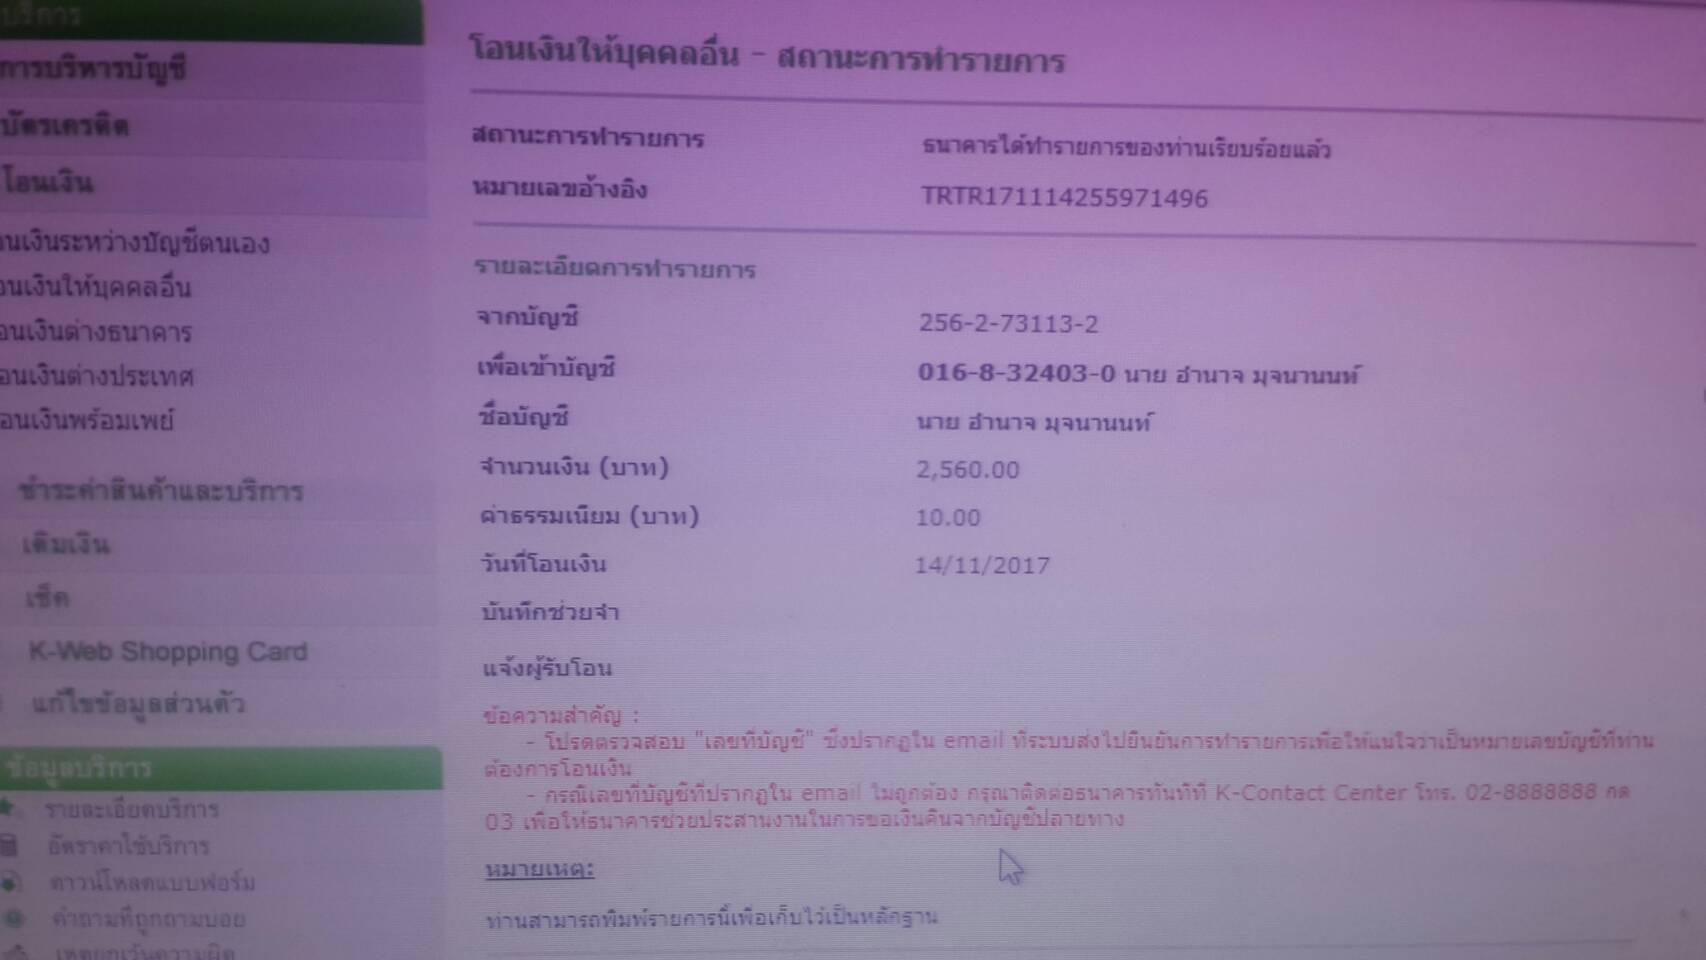 บริการ
การบริหารบัญชี
บัตรเครดิต
โอนเงิน
อนเงินระหว่างบัญชีตนเอง
อนเงินให้บุคคลอื่น
อนเงินต่างธนาคาร
อนเงินต่างประเทศ
อนเงินพร้อมเพย์
ชำระค่าสินค้าและบริการ
เติมเงิน
เช็ค
K-Web Shopping Card
แก้ไขข้อมูลส่วนตัว
ข้อมูลบริการ
รายละเอียดบริการ
อัตราค่าใช้บริการ
ดาวน์โหลดแบบฟอร์ม
คำถามที่ถูกถามบ่อย
เหตุยกเว้นความผิด
โอนเงินให้บุคคลอื่น - สถานะการทำรายการ
สถานะการทำรายการ ธนาคารได้ทำรายการของท่านเรียบร้อยแล้ว
หมายเลขอ้างอิง TRTR171114255971496
รายละเอียดการทำรายการ
จากบัญชี 256-2-73113-2
เพื่อเข้าบัญชี 016-8-32403-0 นาย อำนาจ มุจนานนท์
ชื่อบัญชี นาย อำนาจ มุจนานนท์
จำนวนเงิน (บาท) 2,560.00
ค่าธรรมเนียม (บาท) 10.00
วันที่โอนเงิน 14/11/2017
บันทึกช่วยจำ
แจ้งผู้รับโอน
ข้อความสำคัญ :
- โปรดตรวจสอบ "เลขที่บัญชี" ซึ่งปรากฏใน email ที่ระบบส่งไปยืนยันการทำรายการเพื่อให้แน่ใจว่าเป็นหมายเลขบัญชีที่ท่าน
ต้องการโอนเงิน
- กรณีเลขที่บัญชีที่ปรากฏใน email ไม่ถูกต้อง กรุณาติดต่อธนาคารทันทีที่ K-Contact Center โทร. 02-8888888 กด
03 เพื่อให้ธนาคารช่วยประสานงานในการขอเงินคืนจากบัญชีปลายทาง
หมายเหตุ:
ท่านสามารถพิมพ์รายการนี้เพื่อเก็บไว้เป็นหลักฐาน